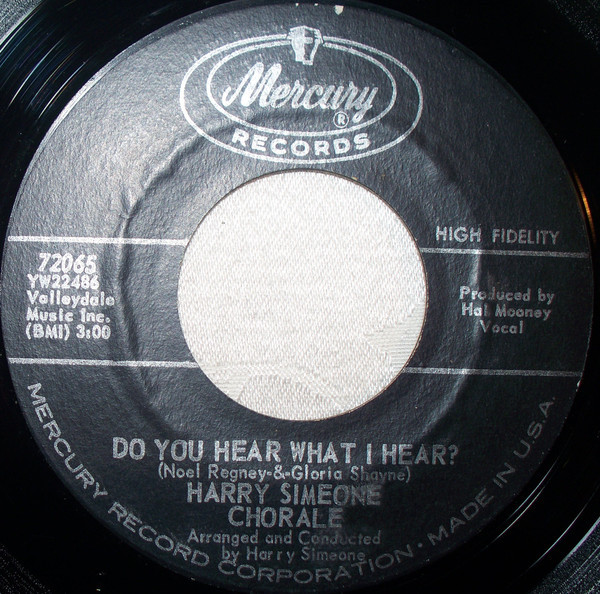 Mercury
®
RECORDS
HIGH FIDELITY
72065
YW22486
Valleydale
Music Inc.
(BMI) 3:00
Produced by
Hal Mooney
Vocal
DO YOU HEAR WHAT I HEAR?
(Noel Regney-&-Gloria Shayne)
HARRY SIMEONE
CHORALE
Arranged and Conducted
by Harry Simeone
MERCURY RECORD CORPORATION • MADE IN U.S.A.